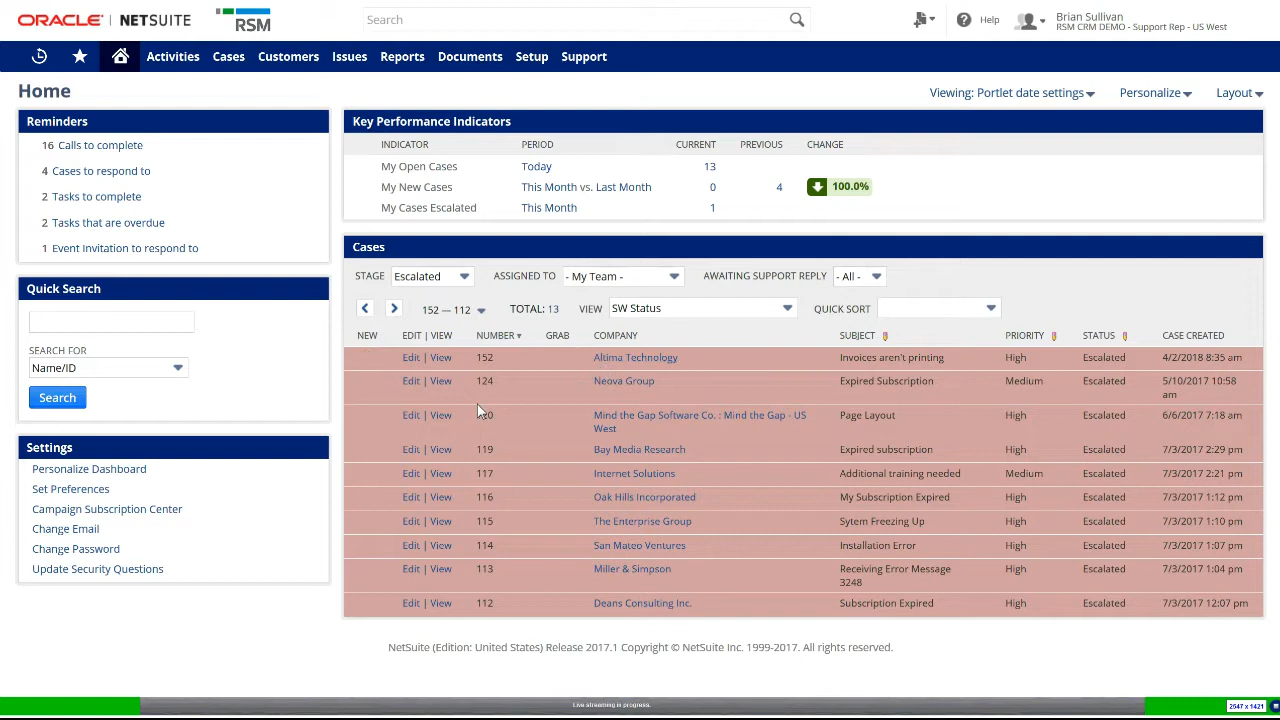 ORACLE | NETSUITE
RSM
Search
Help
Brian Sullivan
RSM CRM DEMO - Support Rep - US West
Activities Cases Customers Issues Reports Documents Setup Support
Home
Viewing: Portlet date settings Personalize Layout
Reminders
16 Calls to complete
4 Cases to respond to
2 Tasks to complete
2 Tasks that are overdue
1 Event Invitation to respond to
Quick Search
SEARCH FOR
Name/ID
Search
Settings
Personalize Dashboard
Set Preferences
Campaign Subscription Center
Change Email
Change Password
Update Security Questions
Key Performance Indicators
INDICATOR PERIOD CURRENT PREVIOUS CHANGE
My Open Cases Today 13
My New Cases This Month vs. Last Month 0 4 100.0%
My Cases Escalated This Month 1
Cases
STAGE Escalated ASSIGNED TO - My Team - AWAITING SUPPORT REPLY - All -
152 — 112 TOTAL: 13 VIEW SW Status QUICK SORT
NEW EDIT | VIEW NUMBER GRAB COMPANY SUBJECT PRIORITY STATUS CASE CREATED
Edit | View 152 Altima Technology Invoices aren't printing High Escalated 4/2/2018 8:35 am
Edit | View 124 Neova Group Expired Subscription Medium Escalated 5/10/2017 10:58
am
Edit | View Mind the Gap Software Co. : Mind the Gap - US Page Layout High Escalated 6/6/2017 7:18 am
West
Edit | View 119 Bay Media Research Expired subscription High Escalated 7/3/2017 2:29 pm
Edit | View 117 Internet Solutions Additional training needed Medium Escalated 7/3/2017 2:21 pm
Edit | View 116 Oak Hills Incorporated My Subscription Expired High Escalated 7/3/2017 1:12 pm
Edit | View 115 The Enterprise Group Sytem Freezing Up High Escalated 7/3/2017 1:10 pm
Edit | View 114 San Mateo Ventures Installation Error High Escalated 7/3/2017 1:07 pm
Edit | View 113 Miller & Simpson Receiving Error Message High Escalated 7/3/2017 1:04 pm
3248
Edit | View 112 Deans Consulting Inc. Subscription Expired High Escalated 7/3/2017 12:07 pm
NetSuite (Edition: United States) Release 2017.1 Copyright © NetSuite Inc. 1999-2017. All rights reserved.
Live streaming in progress.
2547 x 1421